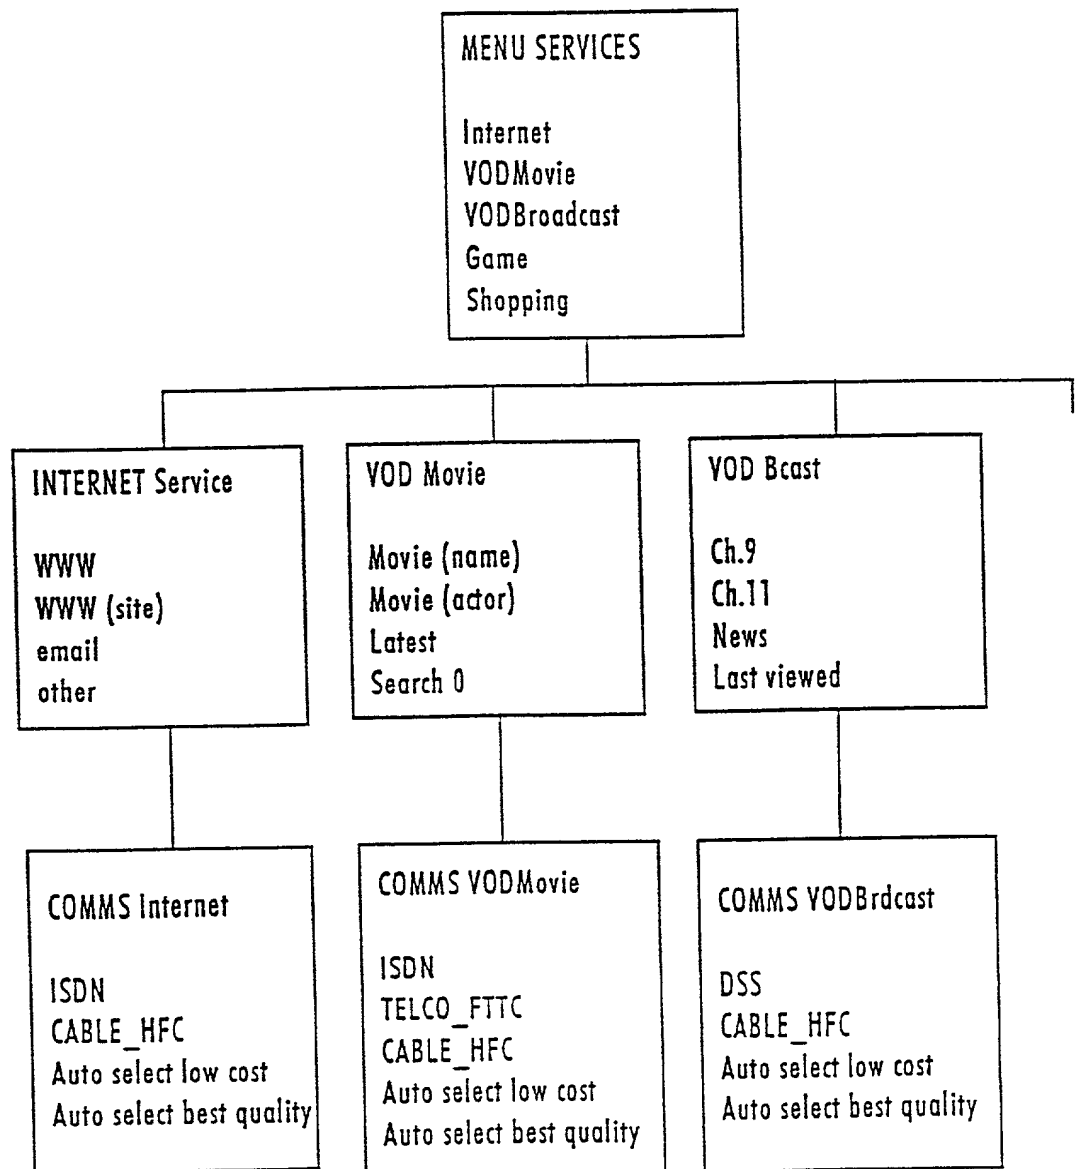 MENU SERVICES
Internet
VODMovie
VODBroadcast
Game
Shopping
INTERNET Service
WWW
WWW (site)
email
other
VOD Movie
Movie (name)
Movie (actor)
Latest
Search 0
VOD Bcast
Ch.9
Ch.11
News
Last viewed
COMMS Internet
ISDN
CABLE_HFC
Auto select low cost
Auto select best quality
COMMS VODMovie
ISDN
TELCO_FTTC
CABLE_HFC
Auto select low cost
Auto select best quality
COMMS VODBrdcast
DSS
CABLE_HFC
Auto select low cost
Auto select best quality